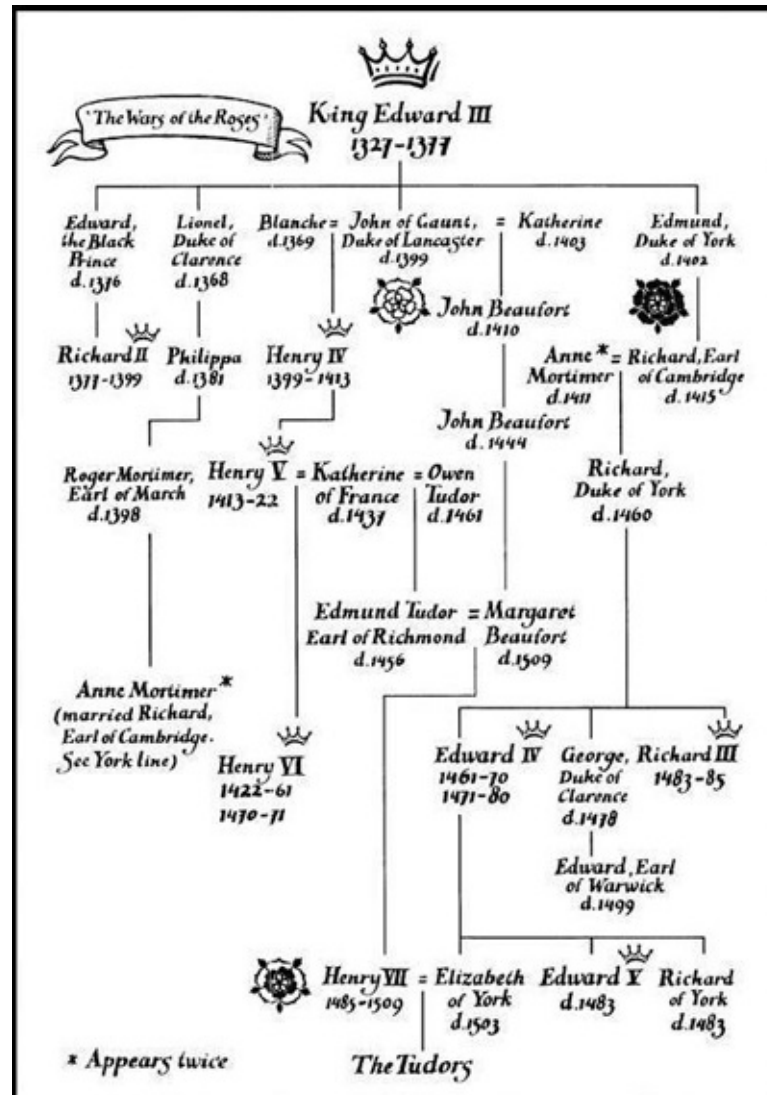 'The Wars of the Roses'
King Edward III
1327-1377
Edward,
the Black
Prince
d.1376
Lionel,
Duke of
Clarence
d.1368
Blanche =
d.1369
John of Gaunt,
Duke of Lancaster
d.1399
= Katherine
d.1403
Edmund,
Duke of York
d.1402
Richard II
1377-1399
Philippa
d.1381
Henry IV
1399-1413
John Beaufort
d.1410
Anne * =
Mortimer
d.1411
Richard, Earl
of Cambridge
d.1415
John Beaufort
d.1444
Roger Mortimer,
Earl of March
d.1398
Henry V =
1413-22
Katherine
of France
d.1437
= Owen
Tudor
d.1461
Richard,
Duke of York
d.1460
Edmund Tudor =
Earl of Richmond
d.1456
Margaret
Beaufort
d.1509
Anne Mortimer *
(married Richard,
Earl of Cambridge.
See York line)
Henry VI
1422-61
1470-71
Edward IV
1461-70
1471-80
George,
Duke of
Clarence
d.1478
Richard III
1483-85
Edward, Earl
of Warwick
d.1499
Henry VII =
1485-1509
Elizabeth
of York
d.1503
Edward V
d.1483
Richard
of York
d.1483
* Appears twice
The Tudors